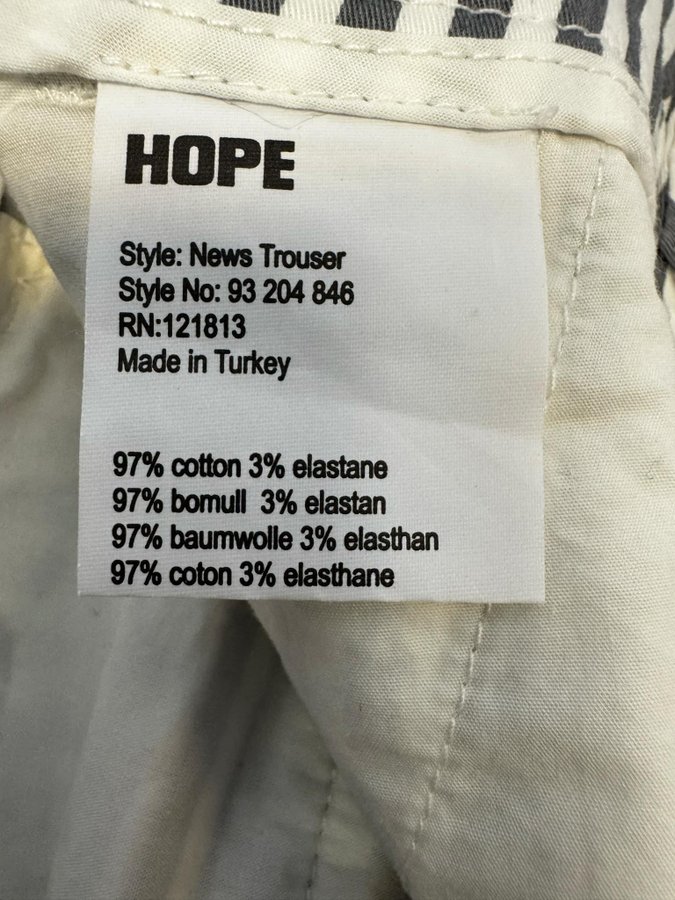 HOPE
Style: News Trouser
Style No: 93 204 846
RN:121813
Made in Turkey
97% cotton 3% elastane
97% bomull 3% elastan
97% baumwolle 3% elasthan
97% coton 3% elasthane